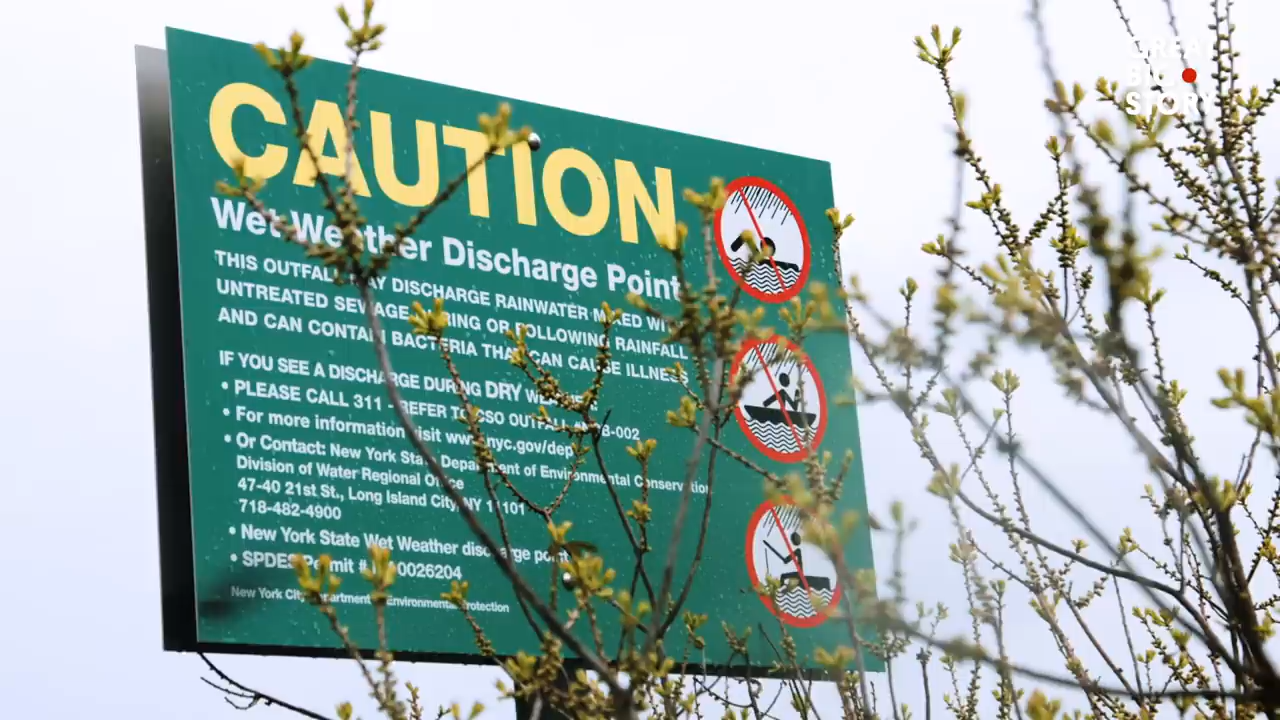 CAUTION
Wet Weather Discharge Point
THIS OUTFALL MAY DISCHARGE RAINWATER MIXED WITH
UNTREATED SEWAGE DURING OR FOLLOWING RAINFALL
AND CAN CONTAIN BACTERIA THAT CAN CAUSE ILLNESS
IF YOU SEE A DISCHARGE DURING DRY WEATHER:
• PLEASE CALL 311 - REFER TO CSO OUTFALL B-002
• For more information visit www.nyc.gov/dep
• Or Contact: New York State Department of Environmental Conservation
Division of Water Regional Office
47-40 21st St., Long Island City, NY 11101
718-482-4900
• New York State Wet Weather discharge point
• SPDES Permit # 0026204
New York City Department of Environmental Protection
GREAT
BIG
STORY